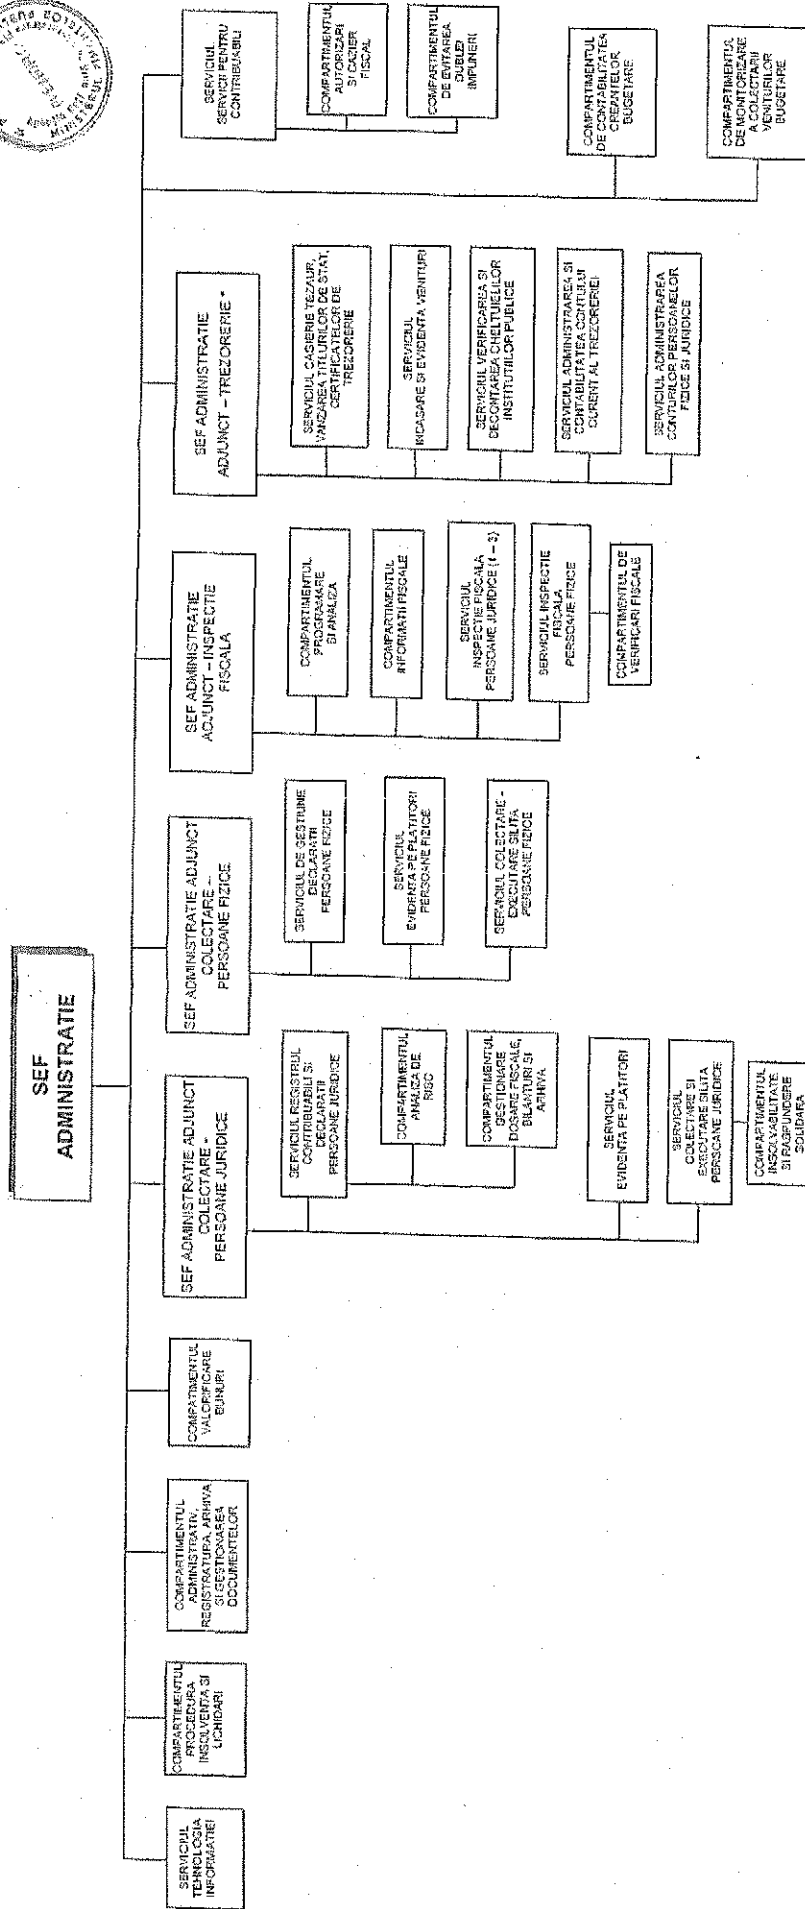 SEF
ADMINISTRATIE
SERVICIUL
TEHNOLOGIA
INFORMATIEI
COMPARTIMENTUL
PROCEDURA
INSOLVENTA SI
LICHIDARI
COMPARTIMENTUL
ADMINISTRATIV,
REGISTRATURA, ARHIVA
SI GESTIONAREA
DOCUMENTELOR
COMPATIMENTUL
VALORIFICARE
BUNURI
SEF ADMINISTRATIE ADJUNCT
COLECTARE –
PERSOANE JURIDICE
SERVICIUL REGISTRUL
CONTRIBUABILI SI
DECLARATII
PERSOANE JURIDICE
COMPARTIMENTUL
ANALIZA DE
RISC
COMPARTIMENTUL
GESTIONARE
DOSARE FISCALE,
BILANTURI SI
ARHIVA
SERVICIUL
EVIDENTA PE PLATITORI
SERVICIUL
COLECTARE SI
EXECUTARE SILITA
PERSOANE JURIDICE
COMPARTIMENTUL
INSOLVABILITATE
SI RASPUNDERE
SOLIDARA
SEF ADMINISTRATIE ADJUNCT
COLECTARE –
PERSOANE FIZICE
SERVICIUL DE GESTIUNE
DECLARATII
PERSOANE FIZICE
SERVICIUL
EVIDENTA PE PLATITORI
PERSOANE FIZICE
SERVICIUL COLECTARE -
EXECUTARE SILITA
PERSOANE FIZICE
SEF ADMINISTRATIE
ADJUNCT – INSPECTIE
FISCALA
COMPARTIMENTUL
PROGRAMARE
SI ANALIZA
COMPARTIMENTUL
INFORMATII FISCALE
SERVICIUL
INSPECTIE FISCALA
PERSOANE JURIDICE (1 – 3)
SERVICIUL INSPECTIE
FISCALA
PERSOANE FIZICE
COMPARTIMENTUL DE
VERIFICARI FISCALE
SEF ADMINISTRATIE
ADJUNCT – TREZORERIE *
SERVICIUL CASIERIE TEZAUR,
VANZAREA TITLURILOR DE STAT,
CERTIFICATELOR DE
TREZORERIE
SERVICIUL
INCASARE SI EVIDENTA VENITURI
SERVICIUL VERIFICAREA SI
DECONTAREA CHELTUIELILOR
INSTITUTIILOR PUBLICE
SERVICIUL ADMINISTRAREA SI
CONTABILITATEA CONTULUI
CURENT AL TREZORERIEI
SERVICIUL ADMINISTRAREA
CONTURILOR PERSOANELOR
FIZICE SI JURIDICE
SERVICIUL
SERVICII PENTRU
CONTRIBUABILI
COMPARTIMENTUL
AUTORIZARI
SI CAZIER
FISCAL
COMPARTIMENTUL
DE EVITAREA
DUBLEI
IMPUNERI
COMPARTIMENTUL
DE CONTABILITATEA
CREANTELOR
BUGETARE
COMPARTIMENTUL
DE MONITORIZARE
A COLECTARII
VENITURILOR
BUGETARE
MINISTERUL